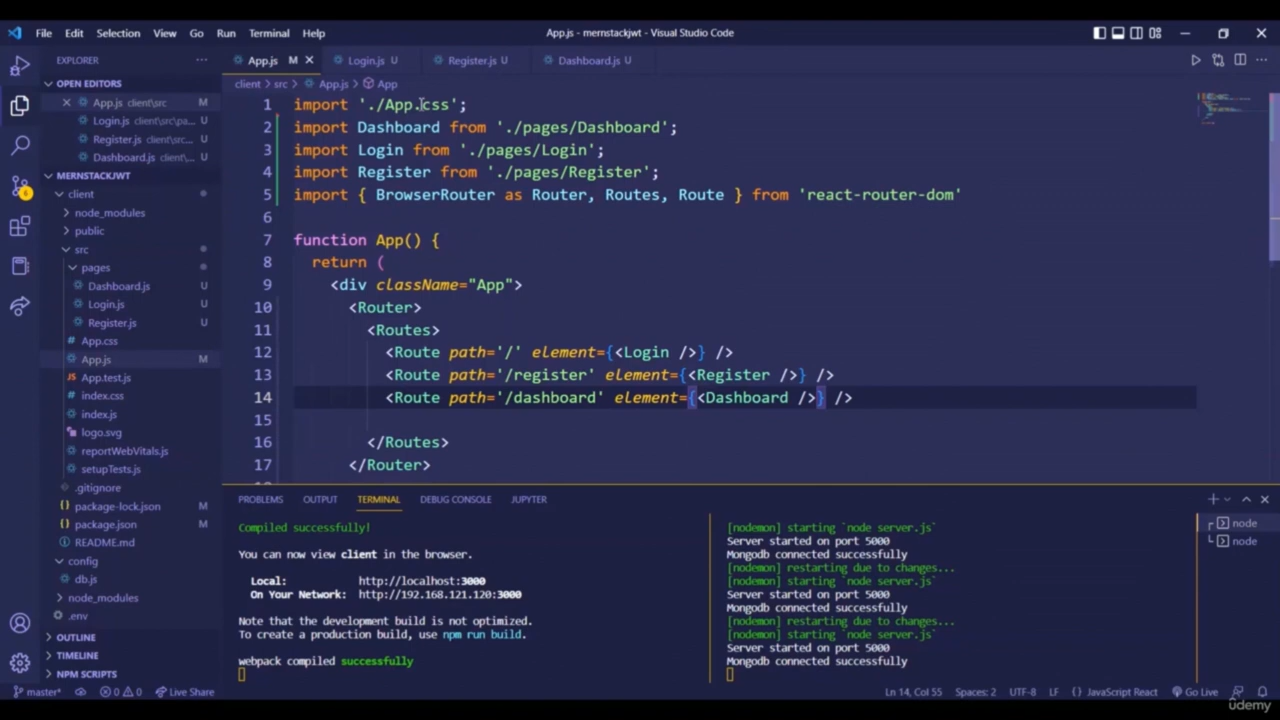 File Edit Selection View Go Run Terminal Help
App.js - mernstackjwt - Visual Studio Code
EXPLORER
OPEN EDITORS
App.js client\src M
Login.js client\src\pa... U
Register.js client\src... U
Dashboard.js client\... U
MERNSTACKJWT
client
node_modules
public
src
pages
Dashboard.js U
Login.js U
Register.js U
App.css
App.js M
App.test.js
index.css
index.js
logo.svg
reportWebVitals.js
setupTests.js
.gitignore
package-lock.json M
package.json M
README.md
config
db.js
node_modules
.env
OUTLINE
TIMELINE
NPM SCRIPTS
App.js M Login.js U Register.js U Dashboard.js U
client > src > App.js > App
1 import './App.css';
2 import Dashboard from './pages/Dashboard';
3 import Login from './pages/Login';
4 import Register from './pages/Register';
5 import { BrowserRouter as Router, Routes, Route } from 'react-router-dom'
6
7 function App() {
8 return (
9 <div className="App">
10 <Router>
11 <Routes>
12 <Route path='/' element={<Login />} />
13 <Route path='/register' element={<Register />} />
14 <Route path='/dashboard' element={<Dashboard />} />
15
16 </Routes>
17 </Router>
PROBLEMS OUTPUT TERMINAL DEBUG CONSOLE JUPYTER
Compiled successfully!
You can now view client in the browser.
Local: http://localhost:3000
On Your Network: http://192.168.121.120:3000
Note that the development build is not optimized.
To create a production build, use npm run build.
webpack compiled successfully
[nodemon] starting `node server.js`
Server started on port 5000
Mongodb connected successfully
[nodemon] restarting due to changes...
[nodemon] starting `node server.js`
Server started on port 5000
Mongodb connected successfully
[nodemon] restarting due to changes...
[nodemon] starting `node server.js`
Server started on port 5000
Mongodb connected successfully
node
node
master* 0 0 Live Share
Ln 14, Col 55 Spaces: 2 UTF-8 LF {} JavaScript React Go Live
udemy